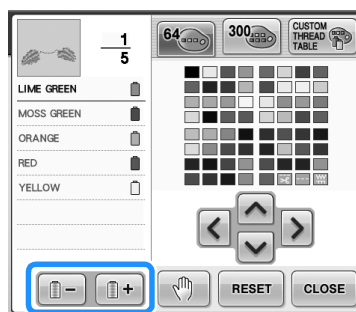 1
5
64
300
CUSTOM
THREAD
TABLE
LIME GREEN
MOSS GREEN
ORANGE
RED
YELLOW
- +
RESET
CLOSE